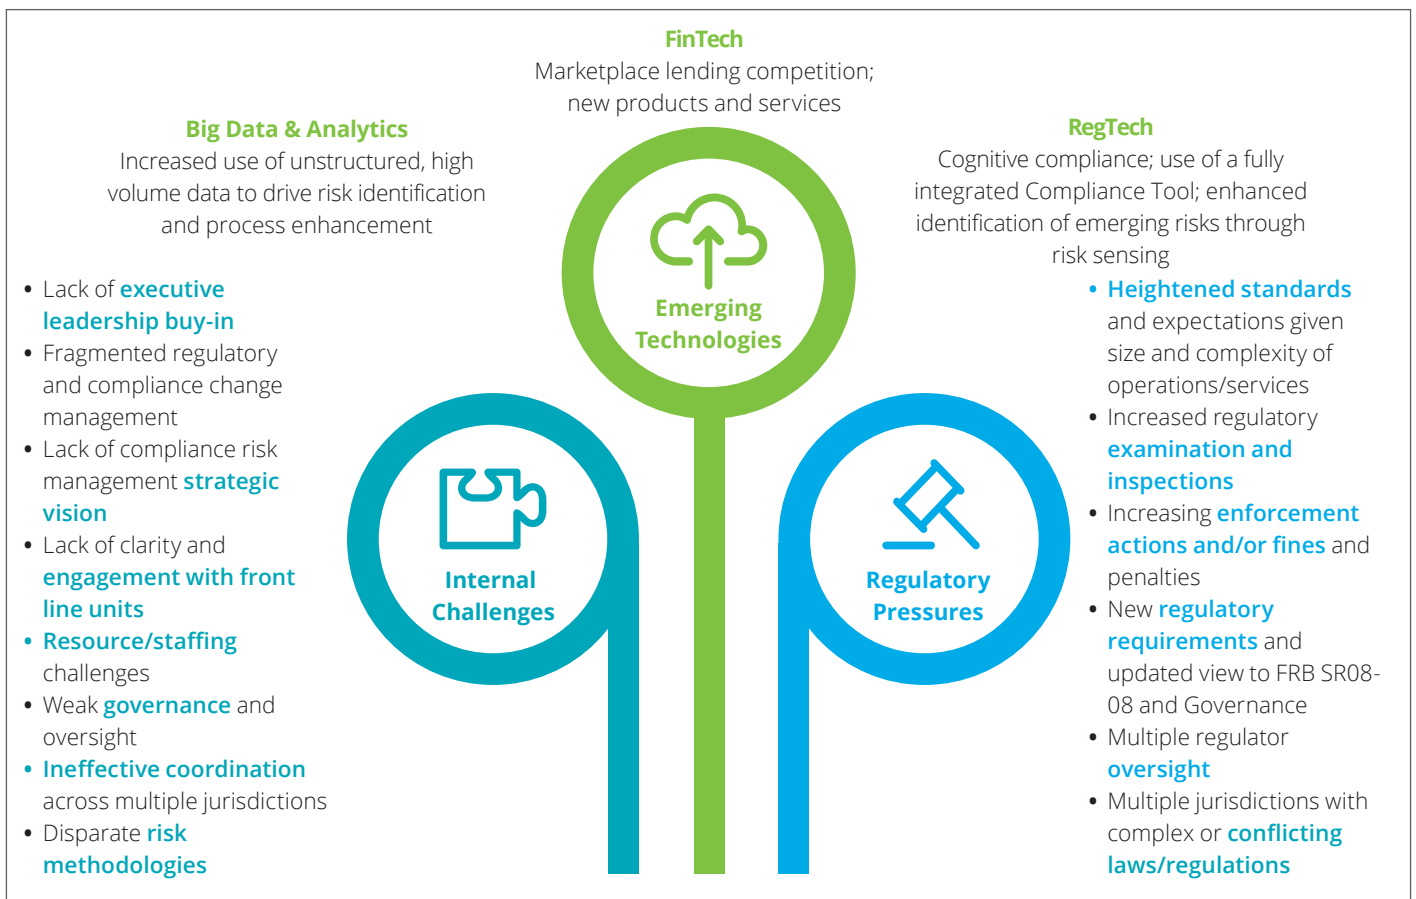 FinTech
Marketplace lending competition;
new products and services
Big Data & Analytics
Increased use of unstructured, high
volume data to drive risk identification
and process enhancement
RegTech
Cognitive compliance; use of a fully
integrated Compliance Tool; enhanced
identification of emerging risks through
risk sensing
Emerging
Technologies
• Lack of executive
leadership buy-in
• Fragmented regulatory
and compliance change
management
• Lack of compliance risk
management strategic
vision
• Lack of clarity and
engagement with front
line units
• Resource/staffing
challenges
• Weak governance and
oversight
• Ineffective coordination
across multiple jurisdictions
• Disparate risk
methodologies
Internal
Challenges
Regulatory
Pressures
• Heightened standards
and expectations given
size and complexity of
operations/services
• Increased regulatory
examination and
inspections
• Increasing enforcement
actions and/or fines and
penalties
• New regulatory
requirements and
updated view to FRB SR08-
08 and Governance
• Multiple regulator
oversight
• Multiple jurisdictions with
complex or conflicting
laws/regulations